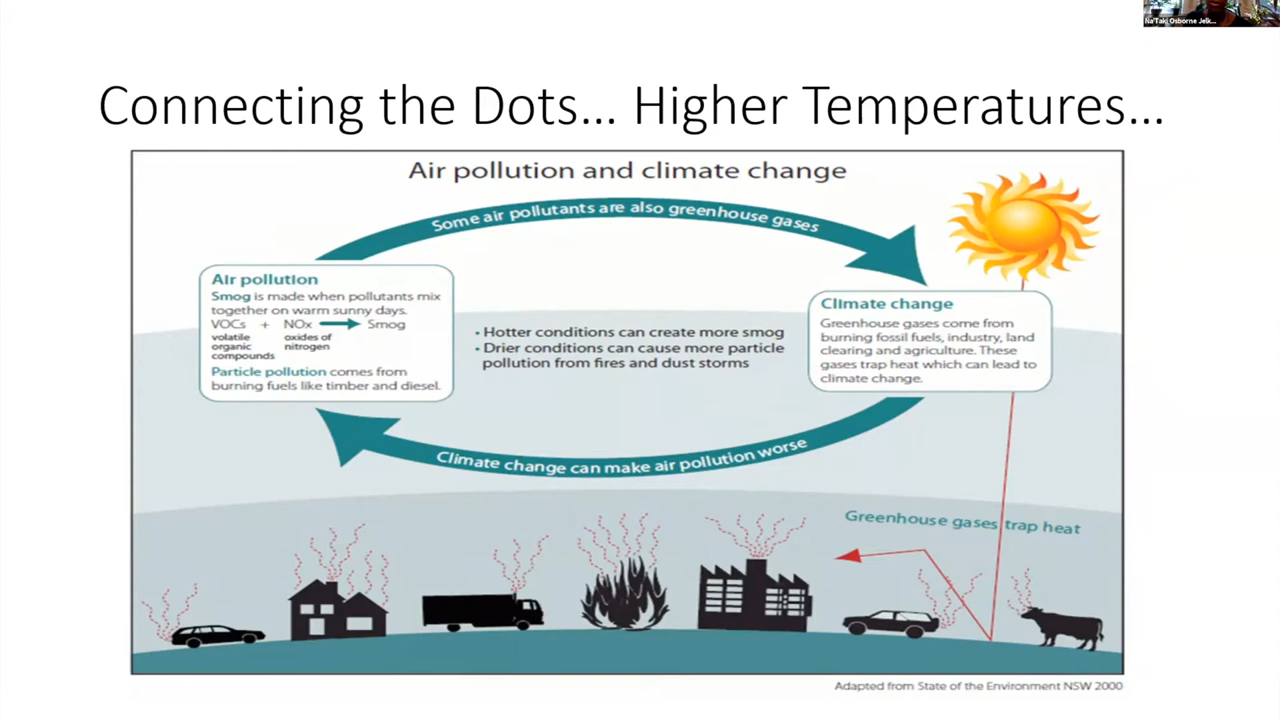 Na'Taki Osborne Jelk...
Connecting the Dots... Higher Temperatures...
Air pollution and climate change
Some air pollutants are also greenhouse gases
Air pollution
Smog is made when pollutants mix
together on warm sunny days.
VOCs + NOx Smog
volatile oxides of
organic nitrogen
compounds
Particle pollution comes from
burning fuels like timber and diesel.
• Hotter conditions can create more smog
• Drier conditions can cause more particle
pollution from fires and dust storms
Climate change
Greenhouse gases come from
burning fossil fuels, industry, land
clearing and agriculture. These
gases trap heat which can lead to
climate change.
Climate change can make air pollution worse
Greenhouse gases trap heat
Adapted from State of the Environment NSW 2000